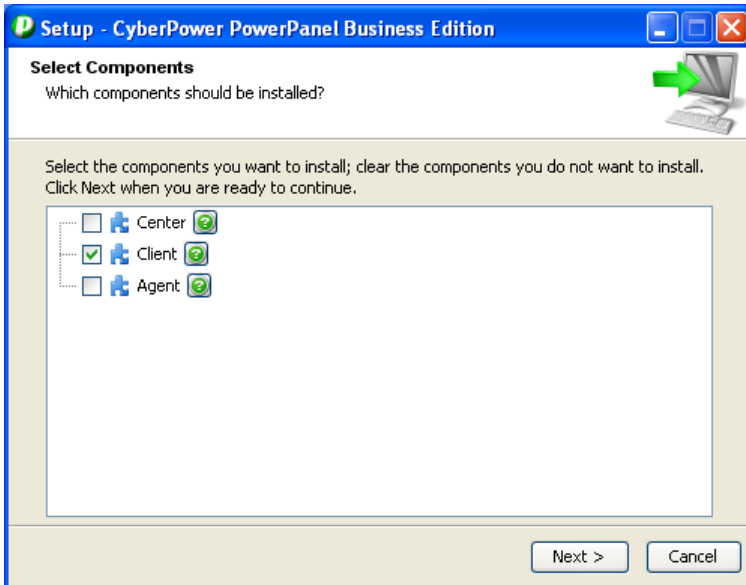 Setup - CyberPower PowerPanel Business Edition
Select Components
Which components should be installed?
Select the components you want to install; clear the components you do not want to install.
Click Next when you are ready to continue.
Center
Client
Agent
Next >
Cancel